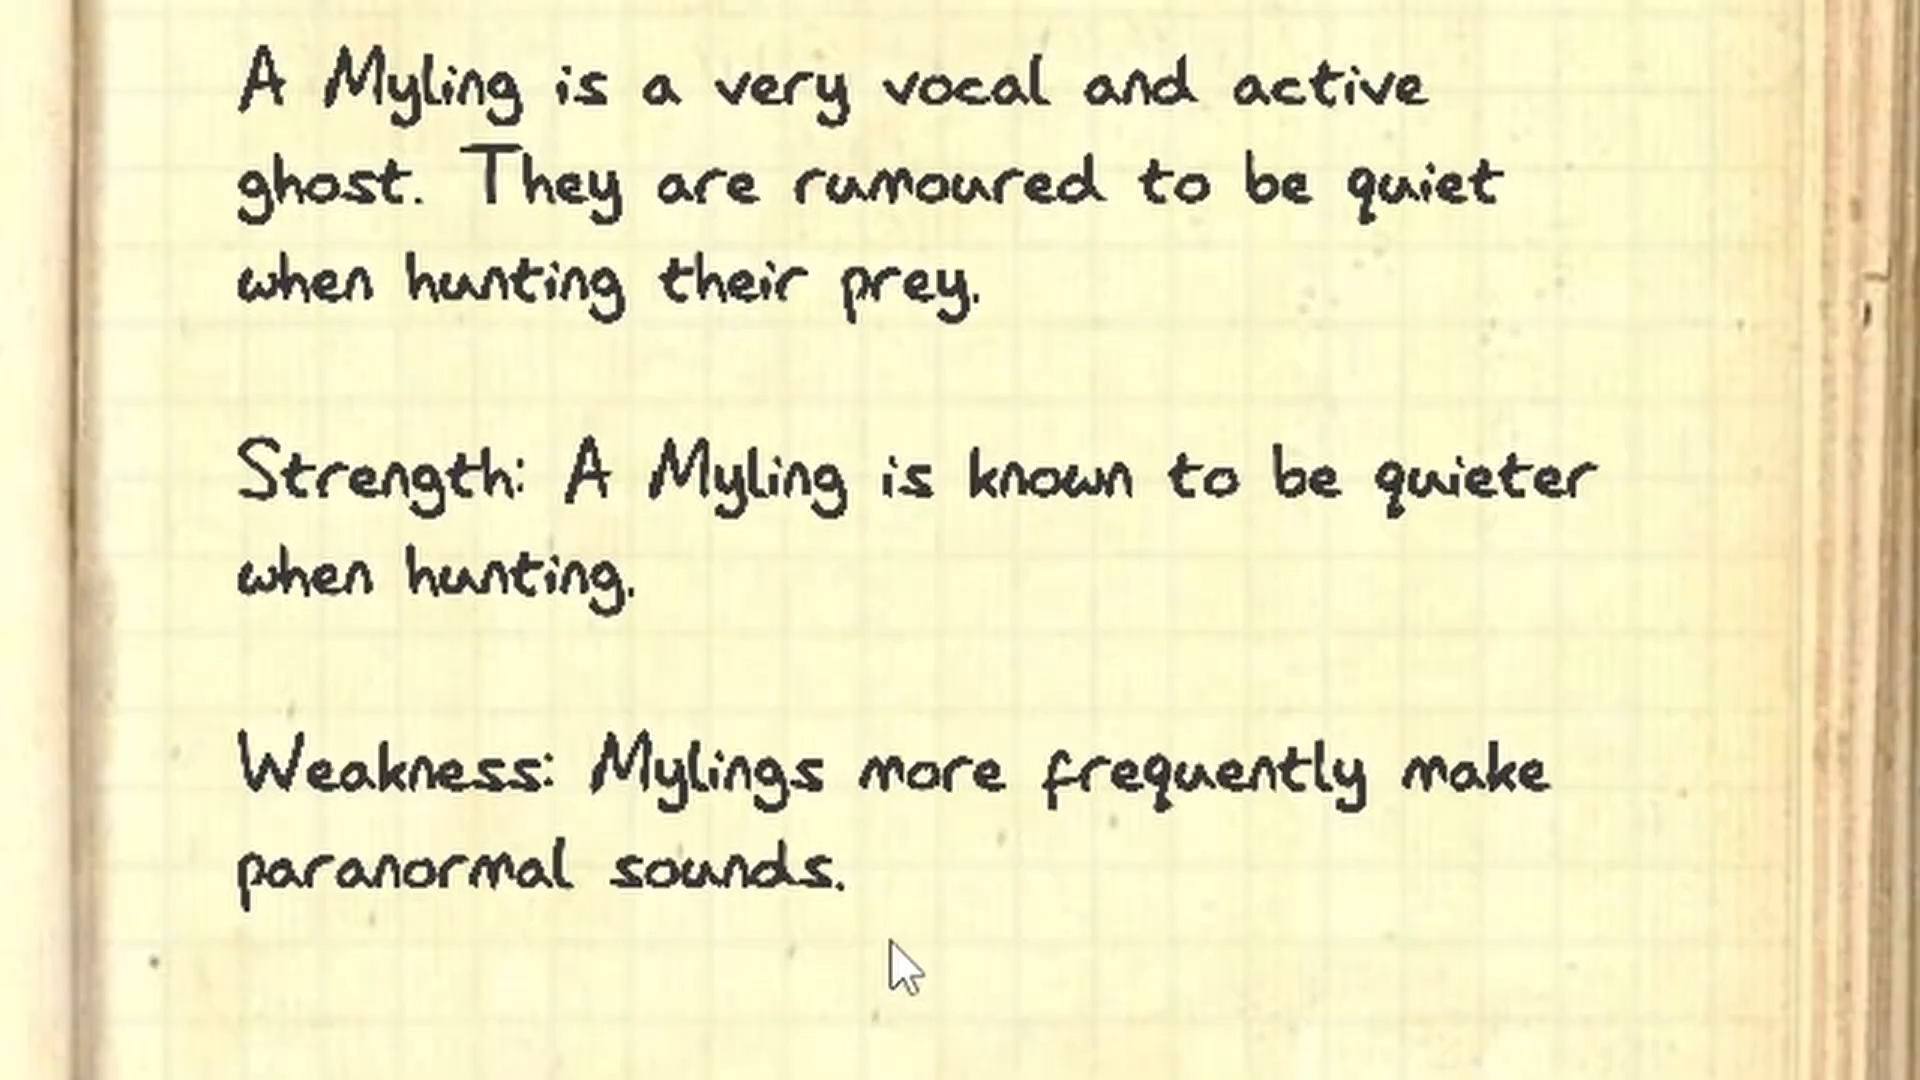 A Myling is a very vocal and active
ghost. They are rumoured to be quiet
when hunting their prey.
Strength: A Myling is known to be quieter
when hunting.
Weakness: Mylings more frequently make
paranormal sounds.